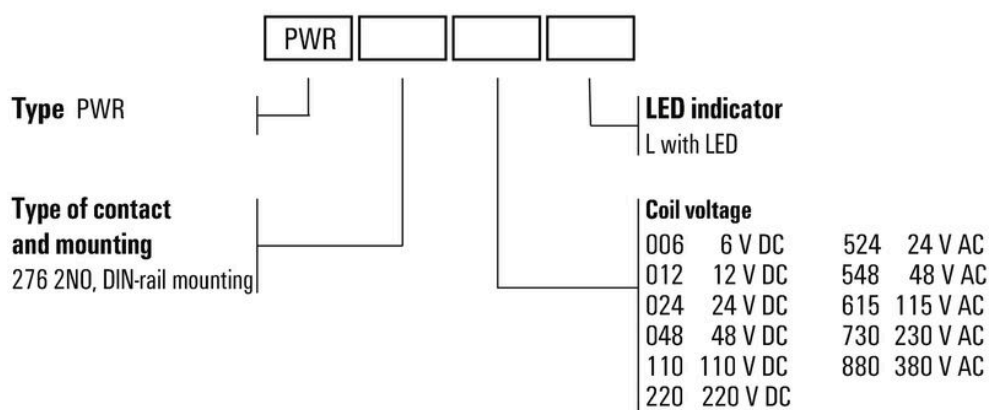 PWR
Type PWR
LED indicator
L with LED
Type of contact
and mounting
276 2NO, DIN-rail mounting
Coil voltage
006 6 V DC 524 24 V AC
012 12 V DC 548 48 V AC
024 24 V DC 615 115 V AC
048 48 V DC 730 230 V AC
110 110 V DC 880 380 V AC
220 220 V DC